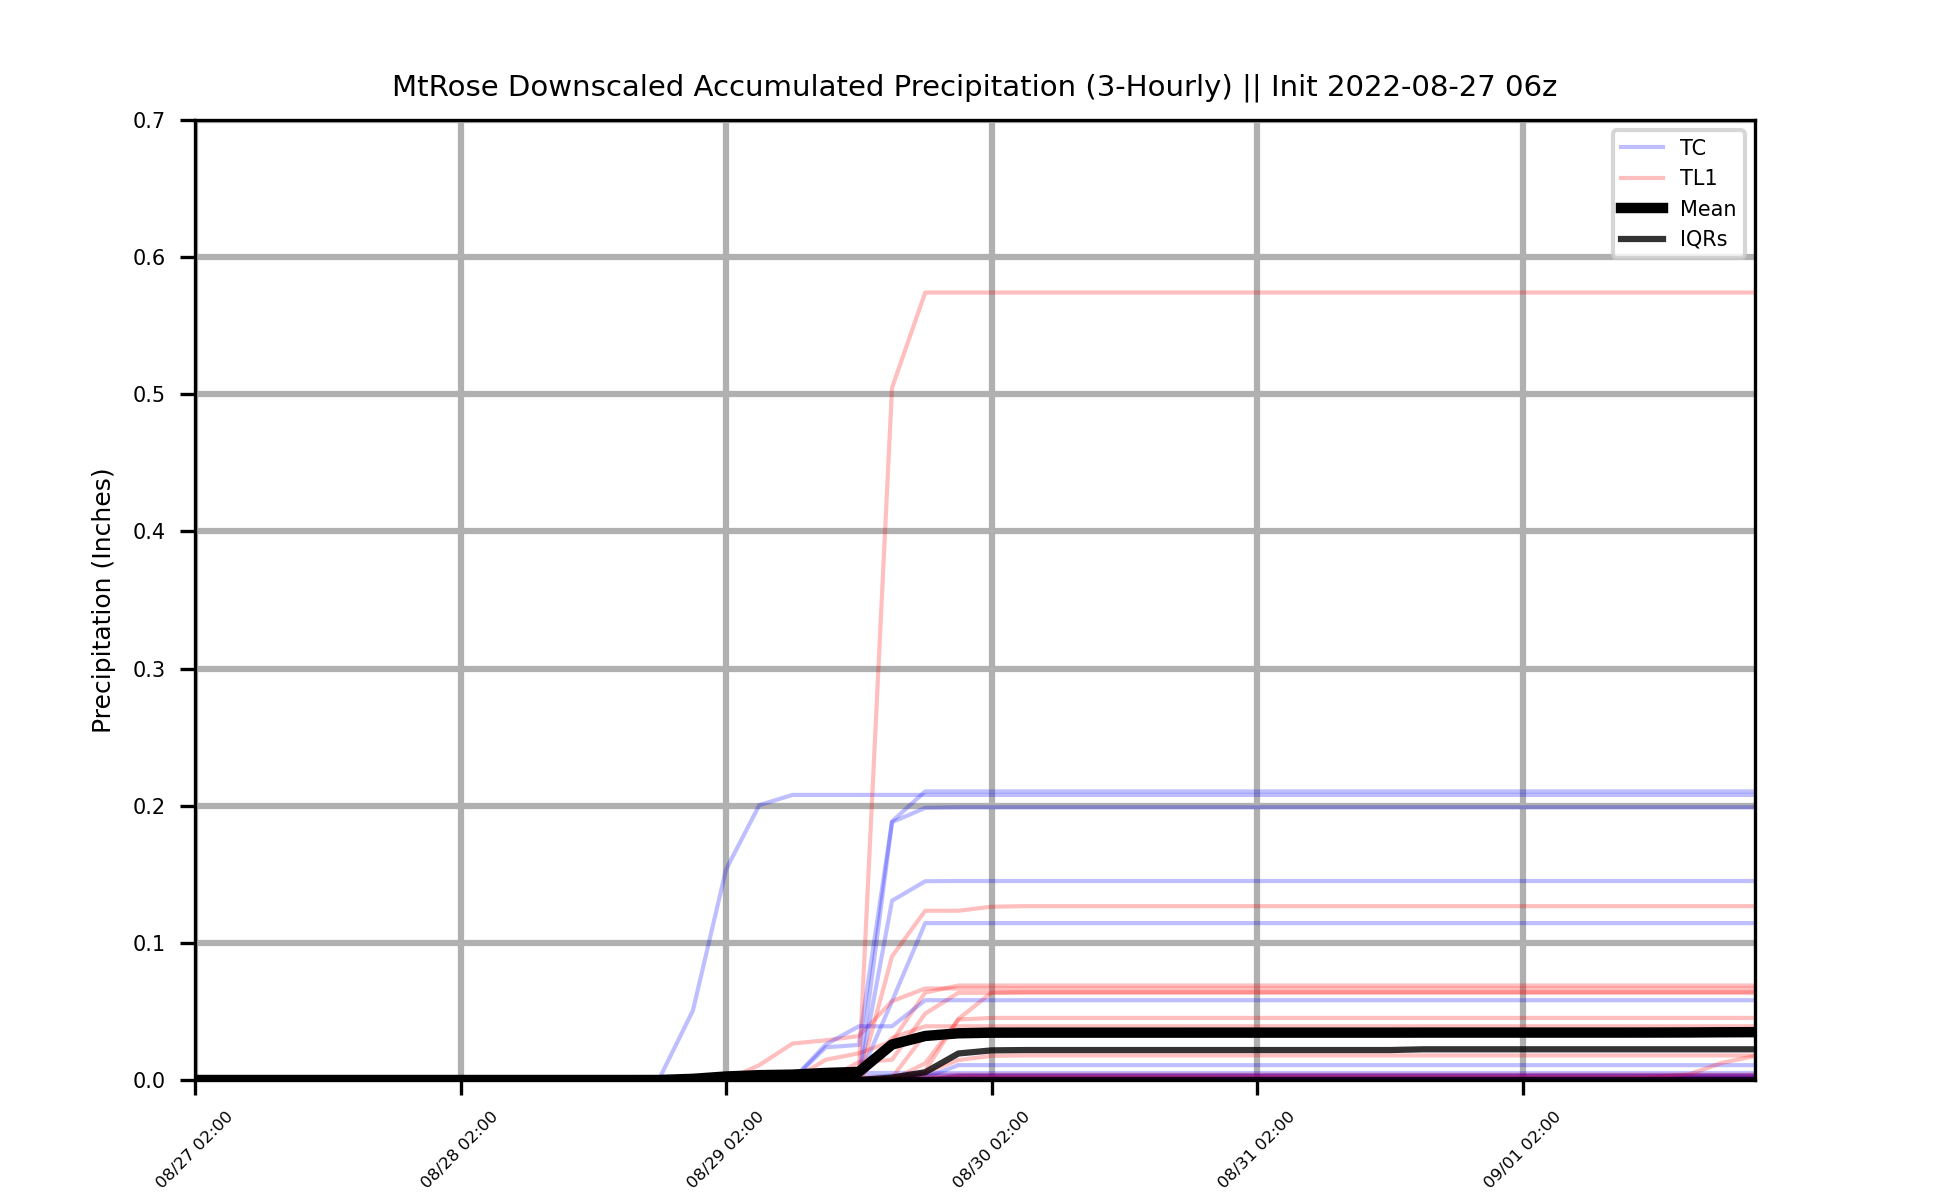 MtRose Downscaled Accumulated Precipitation (3-Hourly) || Init 2022-08-27 06z
TC
TL1
Mean
IQRs
Precipitation (Inches)
0.7
0.6
0.5
0.4
0.3
0.2
0.1
0.0
08/27 02:00
08/28 02:00
08/29 02:00
08/30 02:00
08/31 02:00
09/01 02:00